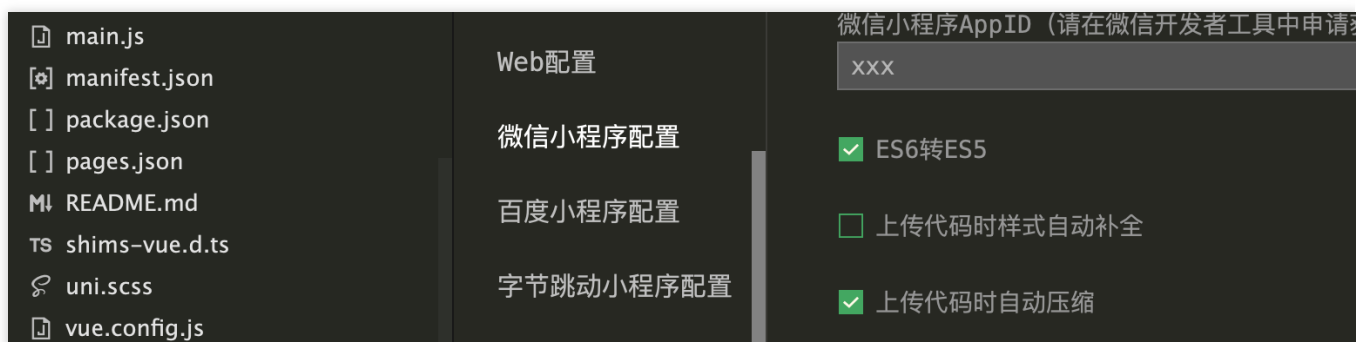 main.js
manifest.json
package.json
pages.json
README.md
TS shims-vue.d.ts
uni.scss
vue.config.js
Web配置
微信小程序配置
百度小程序配置
字节跳动小程序配置
微信小程序AppID（请在微信开发者工具中申请
xxx
ES6转ES5
上传代码时样式自动补全
上传代码时自动压缩